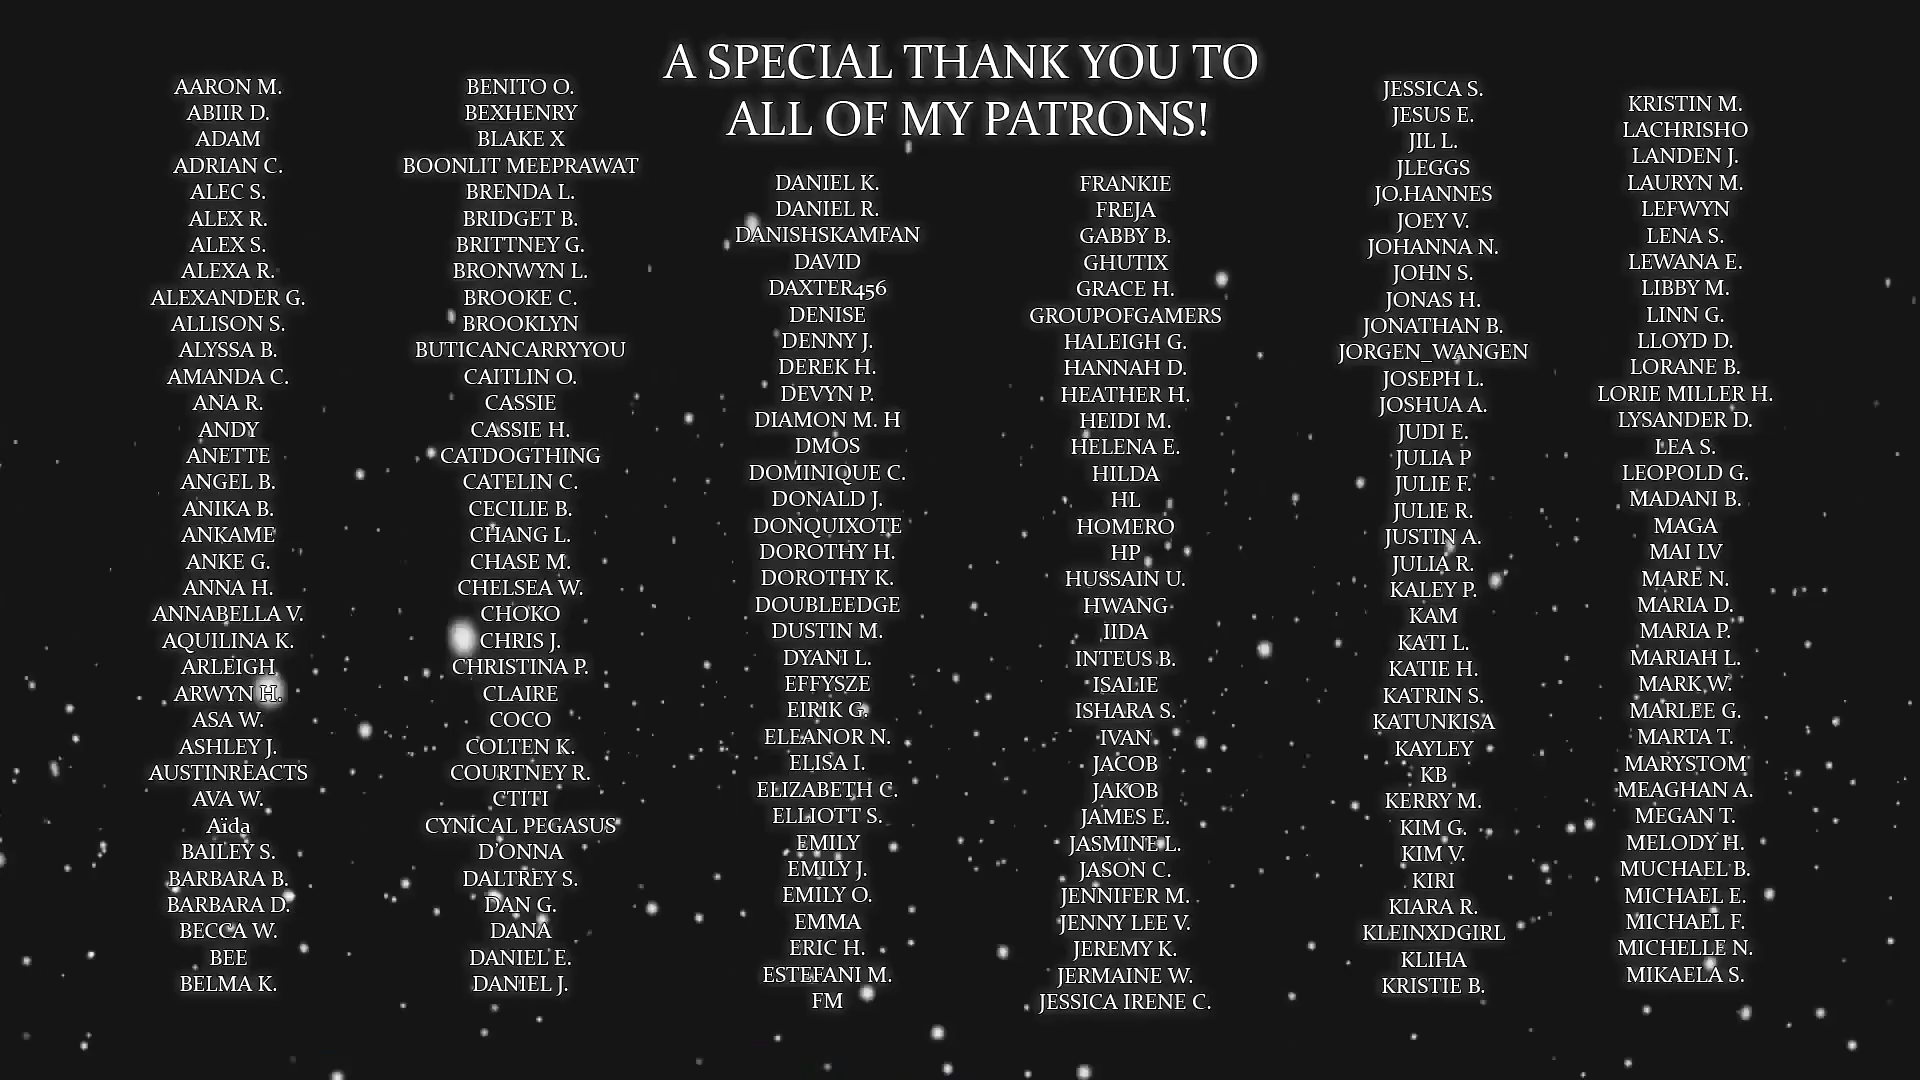 A SPECIAL THANK YOU TO
ALL OF MY PATRONS!
AARON M.
ABIIR D.
ADAM
ADRIAN C.
ALEC S.
ALEX R.
ALEX S.
ALEXA R.
ALEXANDER G.
ALLISON S.
ALYSSA B.
AMANDA C.
ANA R.
ANDY
ANETTE
ANGEL B.
ANIKA B.
ANKAME
ANKE G.
ANNA H.
ANNABELLA V.
AQUILINA K.
ARLEIGH
ARWYN H.
ASA W.
ASHLEY J.
AUSTINREACTS
AVA W.
Aïda
BAILEY S.
BARBARA B.
BARBARA D.
BECCA W.
BEE
BELMA K.
BENITO O.
BEXHENRY
BLAKE X
BOONLIT MEEPRAWAT
BRENDA L.
BRIDGET B.
BRITTNEY G.
BRONWYN L.
BROOKE C.
BROOKLYN
BUTICANCARRYYOU
CAITLIN O.
CASSIE
CASSIE H.
CATDOGTHING
CATELIN C.
CECILIE B.
CHANG L.
CHASE M.
CHELSEA W.
CHOKO
CHRIS J.
CHRISTINA P.
CLAIRE
COCO
COLTEN K.
COURTNEY R.
CTITI
CYNICAL PEGASUS
D'ONNA
DALTREY S.
DAN G.
DANA
DANIEL E.
DANIEL J.
DANIEL K.
DANIEL R.
DANISHSKAMFAN
DAVID
DAXTER456
DENISE
DENNY J.
DEREK H.
DEVYN P.
DIAMON M. H
DMOS
DOMINIQUE C.
DONALD J.
DONQUIXOTE
DOROTHY H.
DOROTHY K.
DOUBLEEDGE
DUSTIN M.
DYANI L.
EFFYSZE
EIRIK G.
ELEANOR N.
ELISA I.
ELIZABETH C.
ELLIOTT S.
EMILY
EMILY J.
EMILY O.
EMMA
ERIC H.
ESTEFANI M.
FM
FRANKIE
FREJA
GABBY B.
GHUTIX
GRACE H.
GROUPOFGAMERS
HALEIGH G.
HANNAH D.
HEATHER H.
HEIDI M.
HELENA E.
HILDA
HL
HOMERO
HP
HUSSAIN U.
HWANG
IIDA
INTEUS B.
ISALIE
ISHARA S.
IVAN
JACOB
JAKOB
JAMES E.
JASMINE L.
JASON C.
JENNIFER M.
JENNY LEE V.
JEREMY K.
JERMAINE W.
JESSICA IRENE C.
JESSICA S.
JESUS E.
JIL L.
JLEGGS
JO.HANNES
JOEY V.
JOHANNA N.
JOHN S.
JONAS H.
JONATHAN B.
JORGEN_WANGEN
JOSEPH L.
JOSHUA A.
JUDI E.
JULIA P
JULIE F.
JULIE R.
JUSTIN A.
JULIA R.
KALEY P.
KAM
KATI L.
KATIE H.
KATRIN S.
KATUNKISA
KAYLEY
KB
KERRY M.
KIM G.
KIM V.
KIRI
KIARA R.
KLEINXDGIRL
KLIHA
KRISTIE B.
KRISTIN M.
LACHRISHO
LANDEN J.
LAURYN M.
LEFWYN
LENA S.
LEWANA E.
LIBBY M.
LINN G.
LLOYD D.
LORANE B.
LORIE MILLER H.
LYSANDER D.
LEA S.
LEOPOLD G.
MADANI B.
MAGA
MAI LV
MARE N.
MARIA D.
MARIA P.
MARIAH L.
MARK W.
MARLEE G.
MARTA T.
MARYSTOM
MEAGHAN A.
MEGAN T.
MELODY H.
MUCHAEL B.
MICHAEL E.
MICHAEL F.
MICHELLE N.
MIKAELA S.